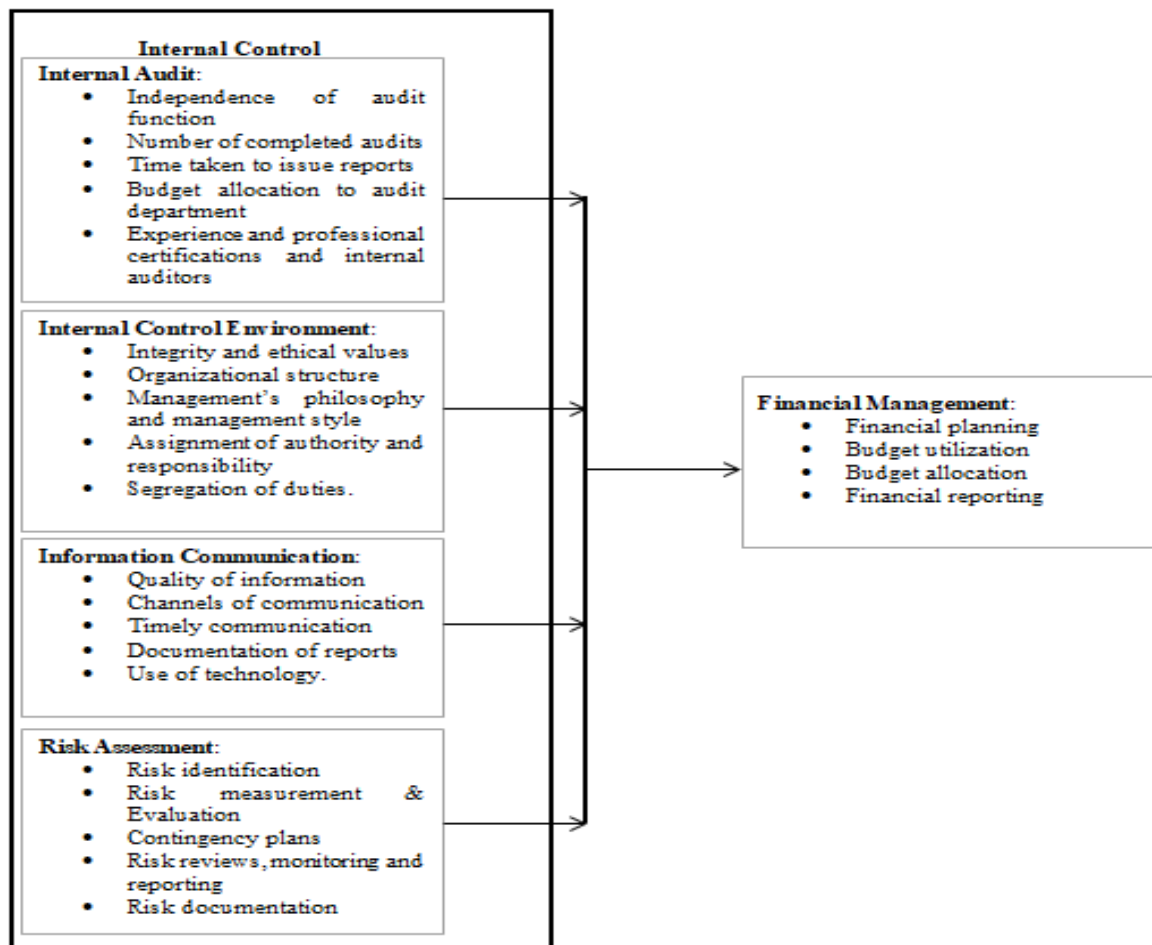 Internal Control
Internal Audit:
• Independence of audit
function
• Number of completed audits
• Time taken to issue reports
• Budget allocation to audit
department
• Experience and professional
certifications and internal
auditors
Internal Control Environment:
• Integrity and ethical values
• Organizational structure
• Management’s philosophy
and management style
• Assignment of authority and
responsibility
• Segregation of duties.
Information Communication:
• Quality of information
• Channels of communication
• Timely communication
• Documentation of reports
• Use of technology.
Risk Assessment:
• Risk identification
• Risk measurement &
Evaluation
• Contingency plans
• Risk reviews, monitoring and
reporting
• Risk documentation
Financial Management:
• Financial planning
• Budget utilization
• Budget allocation
• Financial reporting